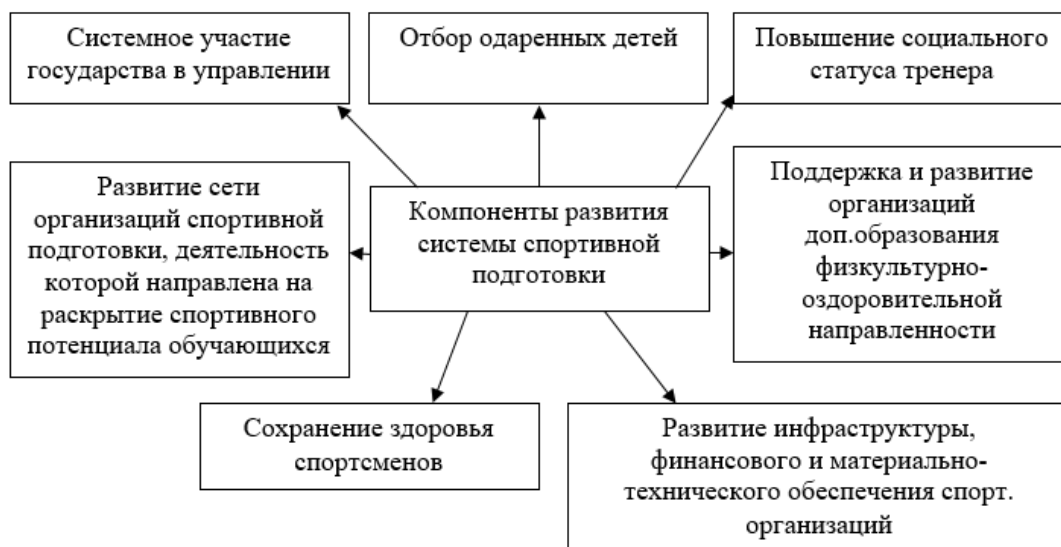 Системное участие
государства в управлении
Отбор одаренных детей
Повышение социального
статуса тренера
Развитие сети
организаций спортивной
подготовки, деятельность
которой направлена на
раскрытие спортивного
потенциала обучающихся
Компоненты развития
системы спортивной
подготовки
Поддержка и развитие
организаций
доп.образования
физкультурно-
оздоровительной
направленности
Сохранение здоровья
спортсменов
Развитие инфраструктуры,
финансового и материально-
технического обеспечения спорт.
организаций